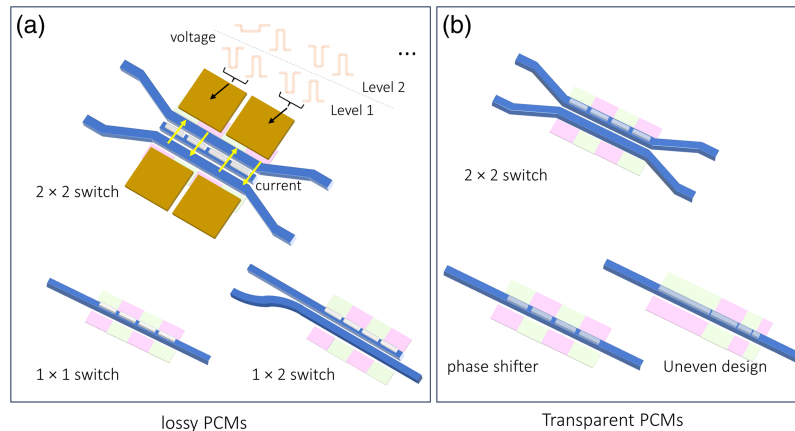 (a)
voltage
...
Level 2
Level 1
current
2 × 2 switch
1 × 1 switch
1 × 2 switch
lossy PCMs
(b)
2 × 2 switch
phase shifter
Uneven design
Transparent PCMs